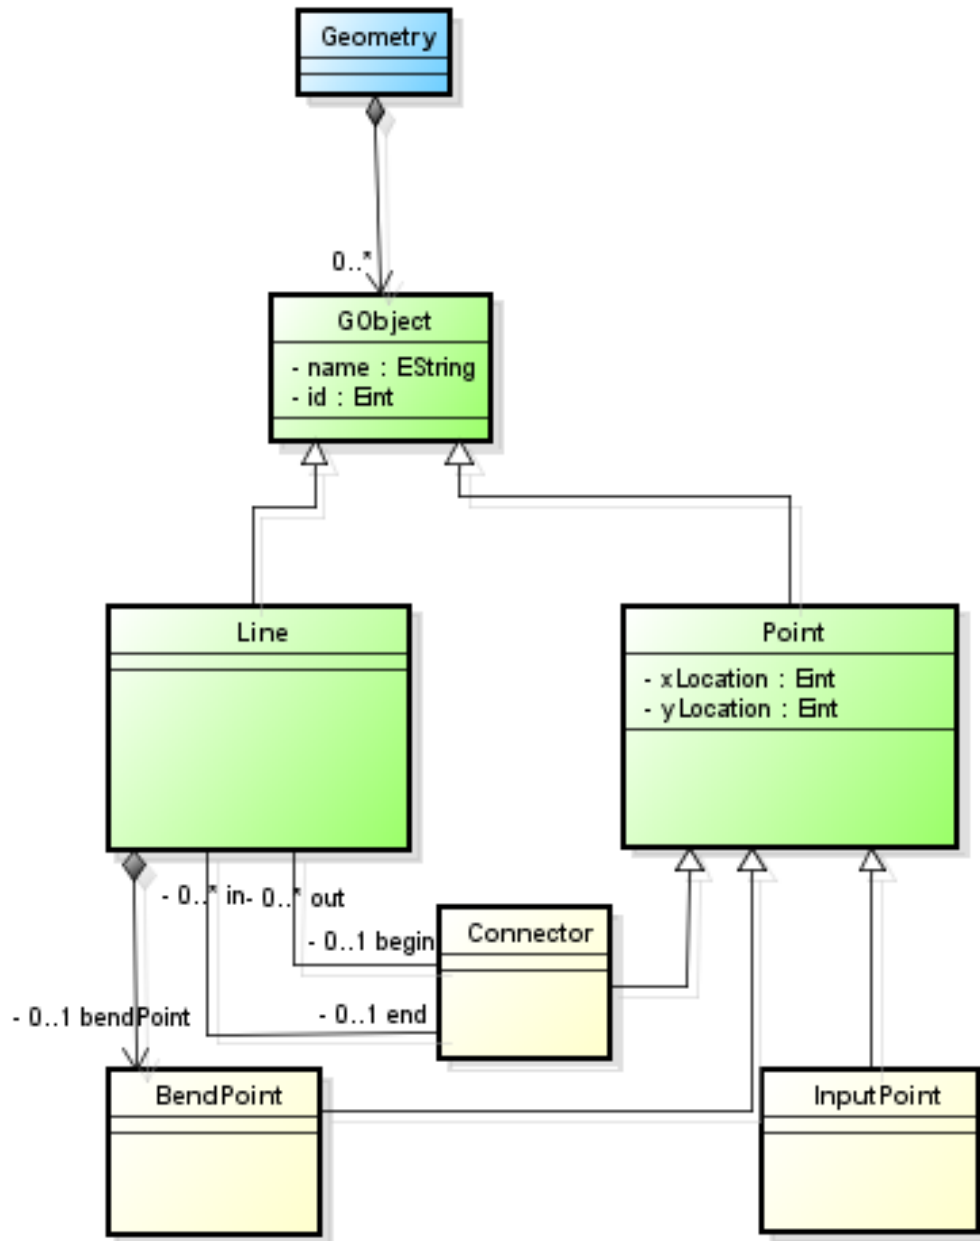 Geometry
0..*
GObject
- name : EString
- id : Eint
Line
Point
- xLocation : Eint
- yLocation : Eint
- 0..* in
- 0..* out
Connector
- 0..1 begin
- 0..1 end
- 0..1 bendPoint
BendPoint
InputPoint